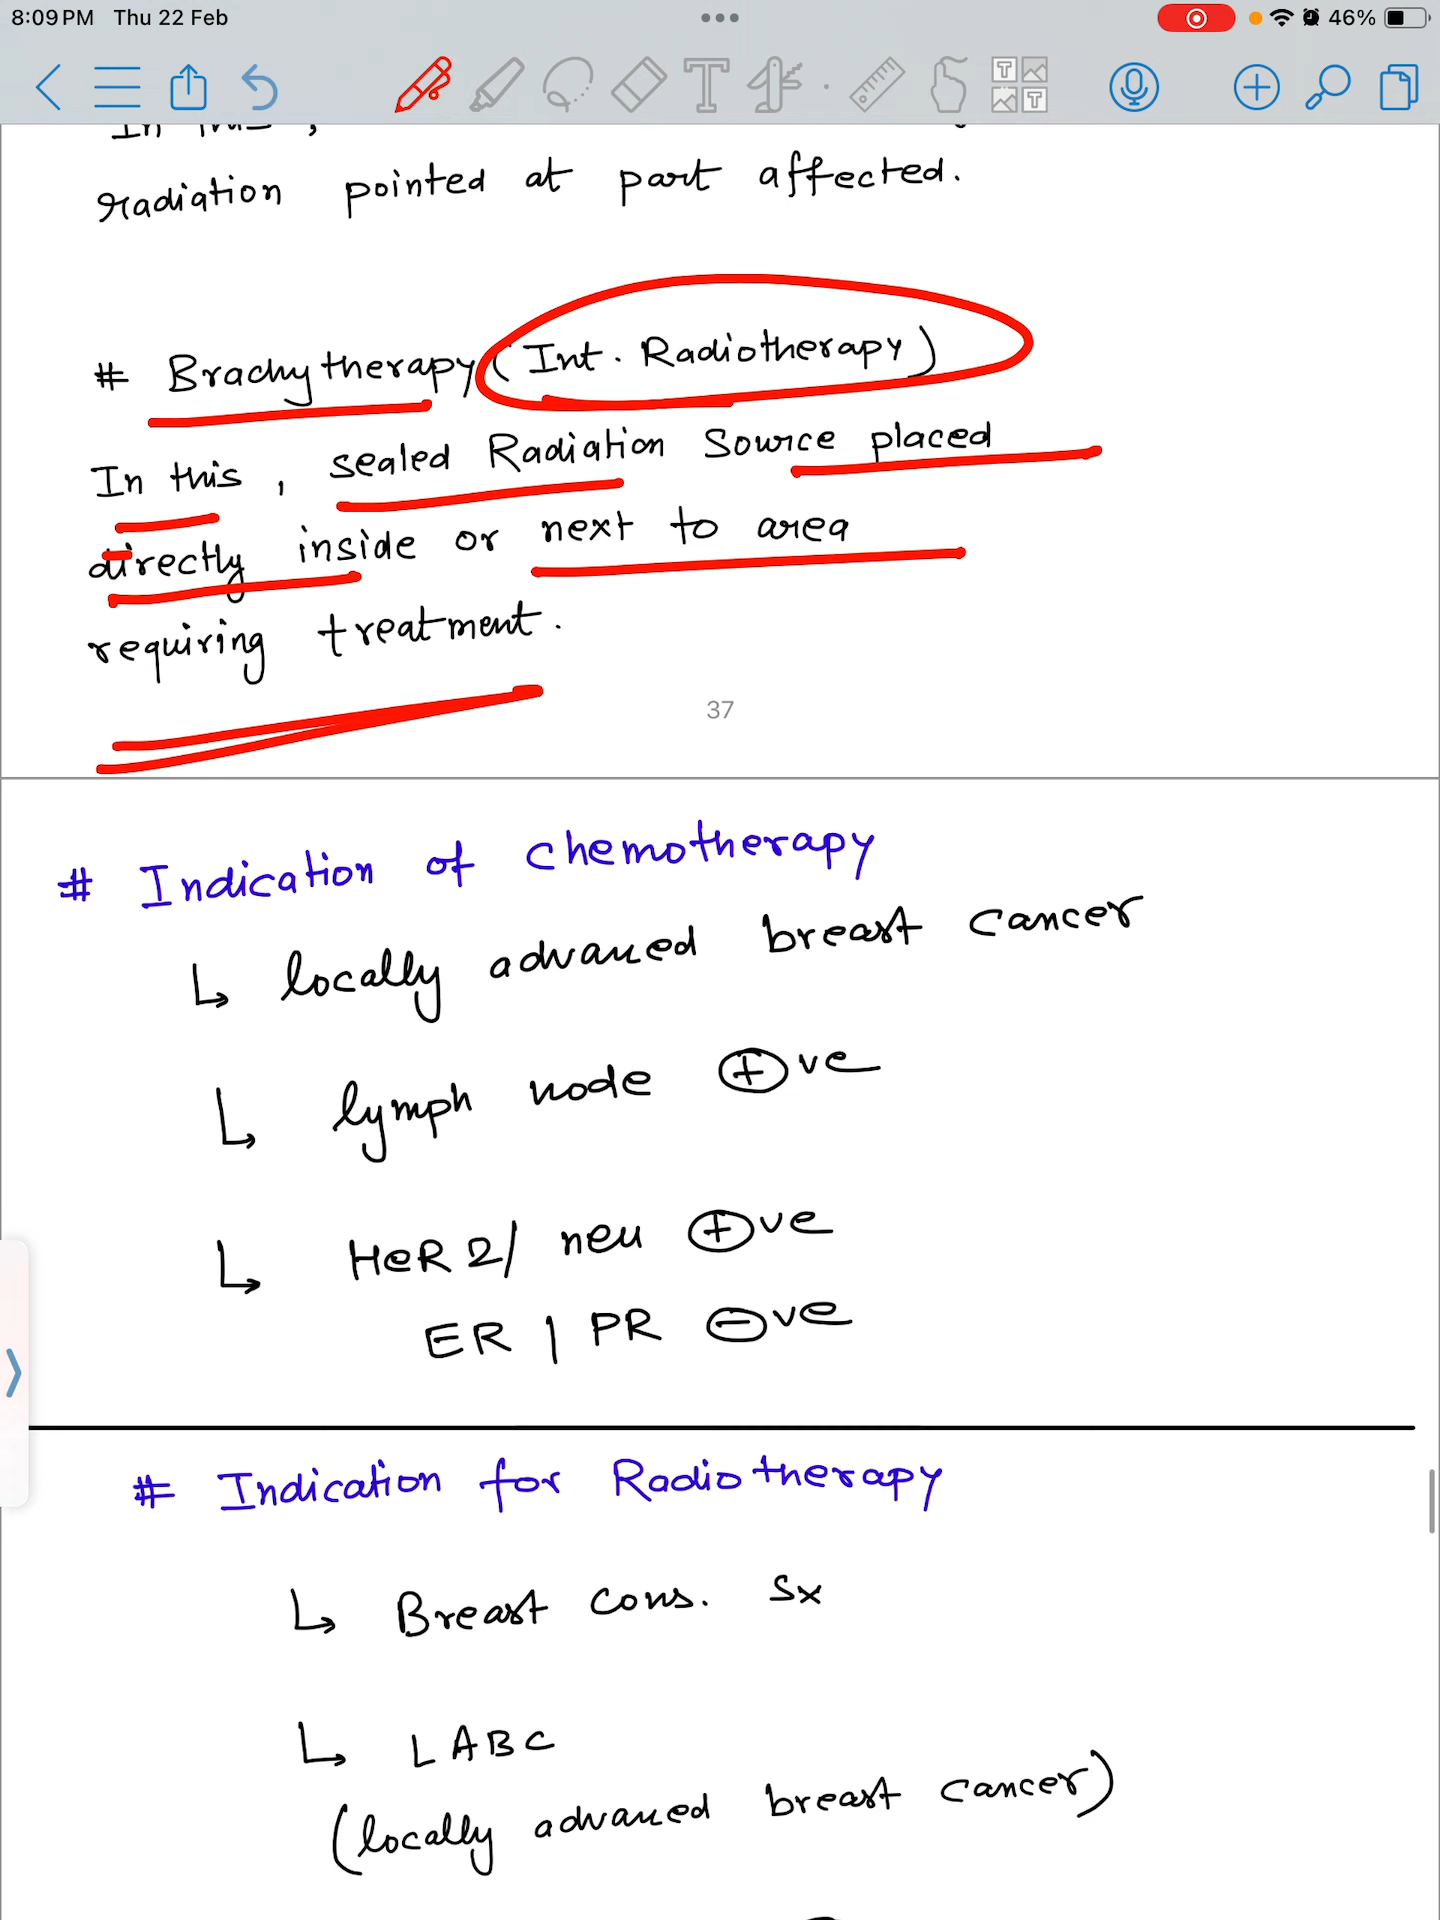 8:09 PM Thu 22 Feb 46%
In this,
radiation pointed at part affected.
# Brachytherapy (Int. Radiotherapy)
In this, sealed Radiation Source placed
directly inside or next to area
requiring treatment.
37
# Indication of chemotherapy
↳ locally advanced breast cancer
↳ lymph node ⊕ve
↳ HeR 2/ neu ⊕ve
ER | PR ⊖ve
# Indication for Radiotherapy
↳ Breast Cons. Sx
↳ LABC
(locally advanced breast cancer)